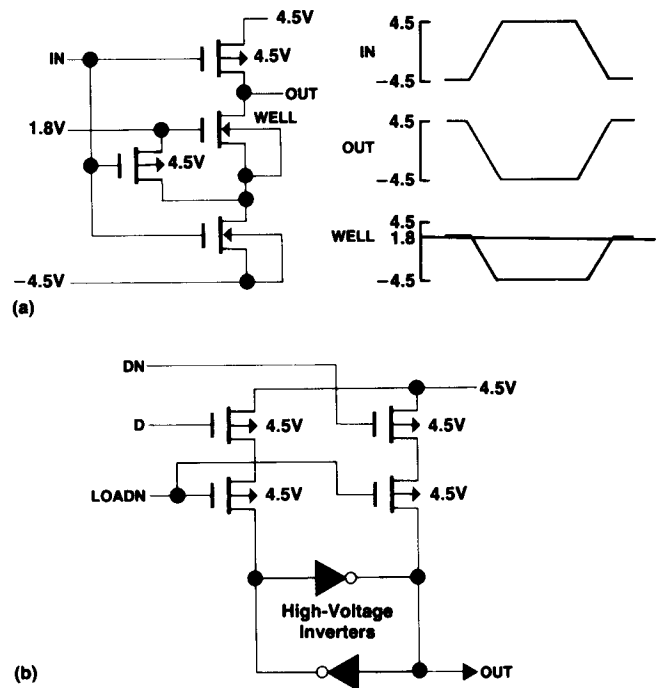 4.5V
IN
4.5V
OUT
1.8V
WELL
4.5V
−4.5V
(a)
4.5
IN
−4.5
4.5
OUT
−4.5
4.5
WELL 1.8
−4.5
DN
4.5V
D
4.5V
4.5V
LOADN
4.5V
4.5V
High-Voltage
Inverters
(b)
OUT